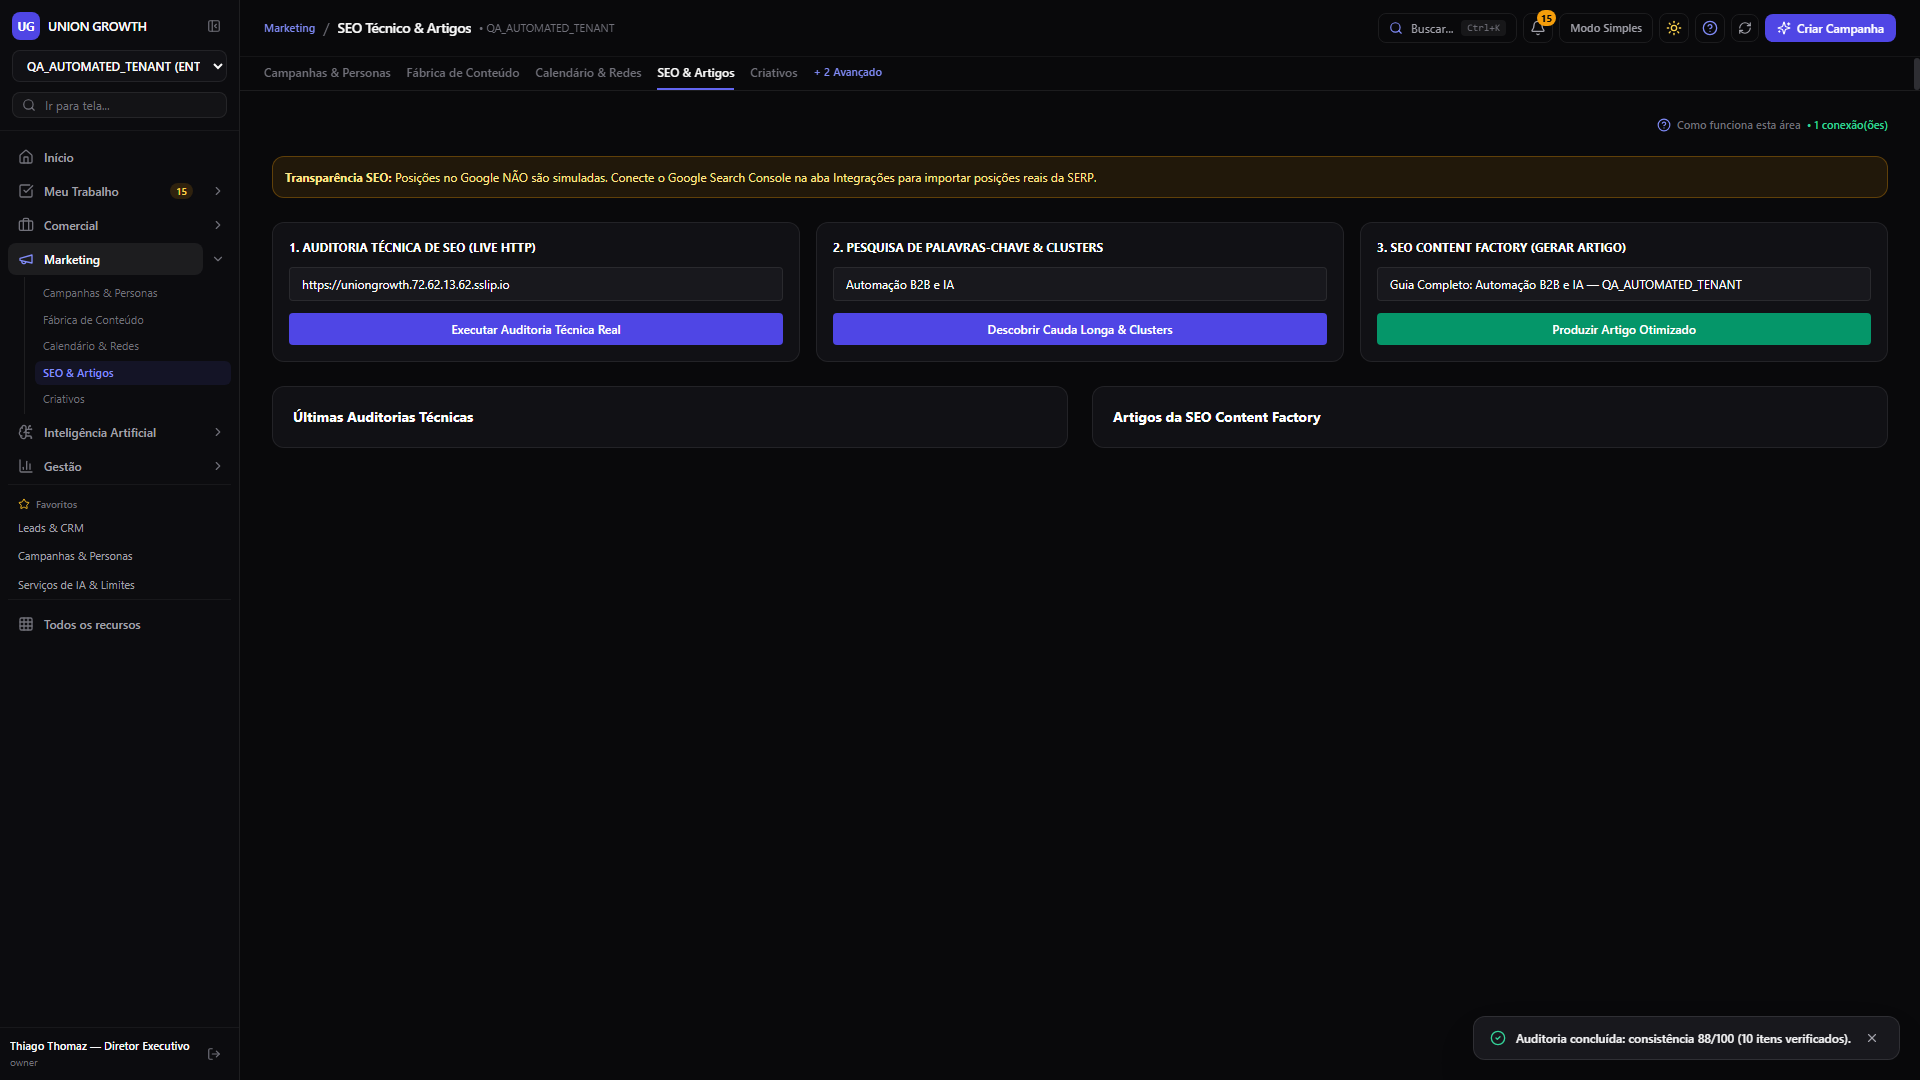 UG UNION GROWTH
QA_AUTOMATED_TENANT (ENT
Ir para tela...
Início
Meu Trabalho 15
Comercial
Marketing
Campanhas & Personas
Fábrica de Conteúdo
Calendário & Redes
SEO & Artigos
Criativos
Inteligência Artificial
Gestão
Favoritos
Leads & CRM
Campanhas & Personas
Serviços de IA & Limites
Todos os recursos
Thiago Thomaz — Diretor Executivo
owner
Marketing / SEO Técnico & Artigos • QA_AUTOMATED_TENANT
Buscar... Ctrl+K
15
Modo Simples
Criar Campanha
Campanhas & Personas Fábrica de Conteúdo Calendário & Redes SEO & Artigos Criativos + 2 Avançado
Como funciona esta área • 1 conexão(ões)
Transparência SEO: Posições no Google NÃO são simuladas. Conecte o Google Search Console na aba Integrações para importar posições reais da SERP.
1. AUDITORIA TÉCNICA DE SEO (LIVE HTTP)
https://uniongrowth.72.62.13.62.sslip.io
Executar Auditoria Técnica Real
2. PESQUISA DE PALAVRAS-CHAVE & CLUSTERS
Automação B2B e IA
Descobrir Cauda Longa & Clusters
3. SEO CONTENT FACTORY (GERAR ARTIGO)
Guia Completo: Automação B2B e IA — QA_AUTOMATED_TENANT
Produzir Artigo Otimizado
Últimas Auditorias Técnicas
Artigos da SEO Content Factory
Auditoria concluída: consistência 88/100 (10 itens verificados).